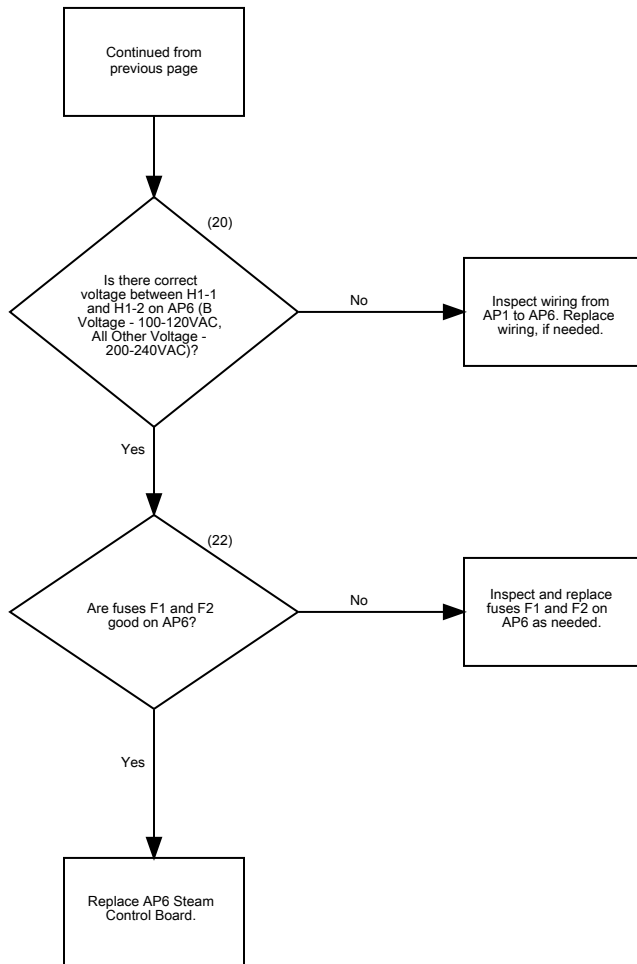 Continued from
previous page
(20)
Is there correct
voltage between H1-1
and H1-2 on AP6 (B
Voltage - 100-120VAC,
All Other Voltage -
200-240VAC)?
No
Inspect wiring from
AP1 to AP6. Replace
wiring, if needed.
Yes
(22)
Are fuses F1 and F2
good on AP6?
No
Inspect and replace
fuses F1 and F2 on
AP6 as needed.
Yes
Replace AP6 Steam
Control Board.